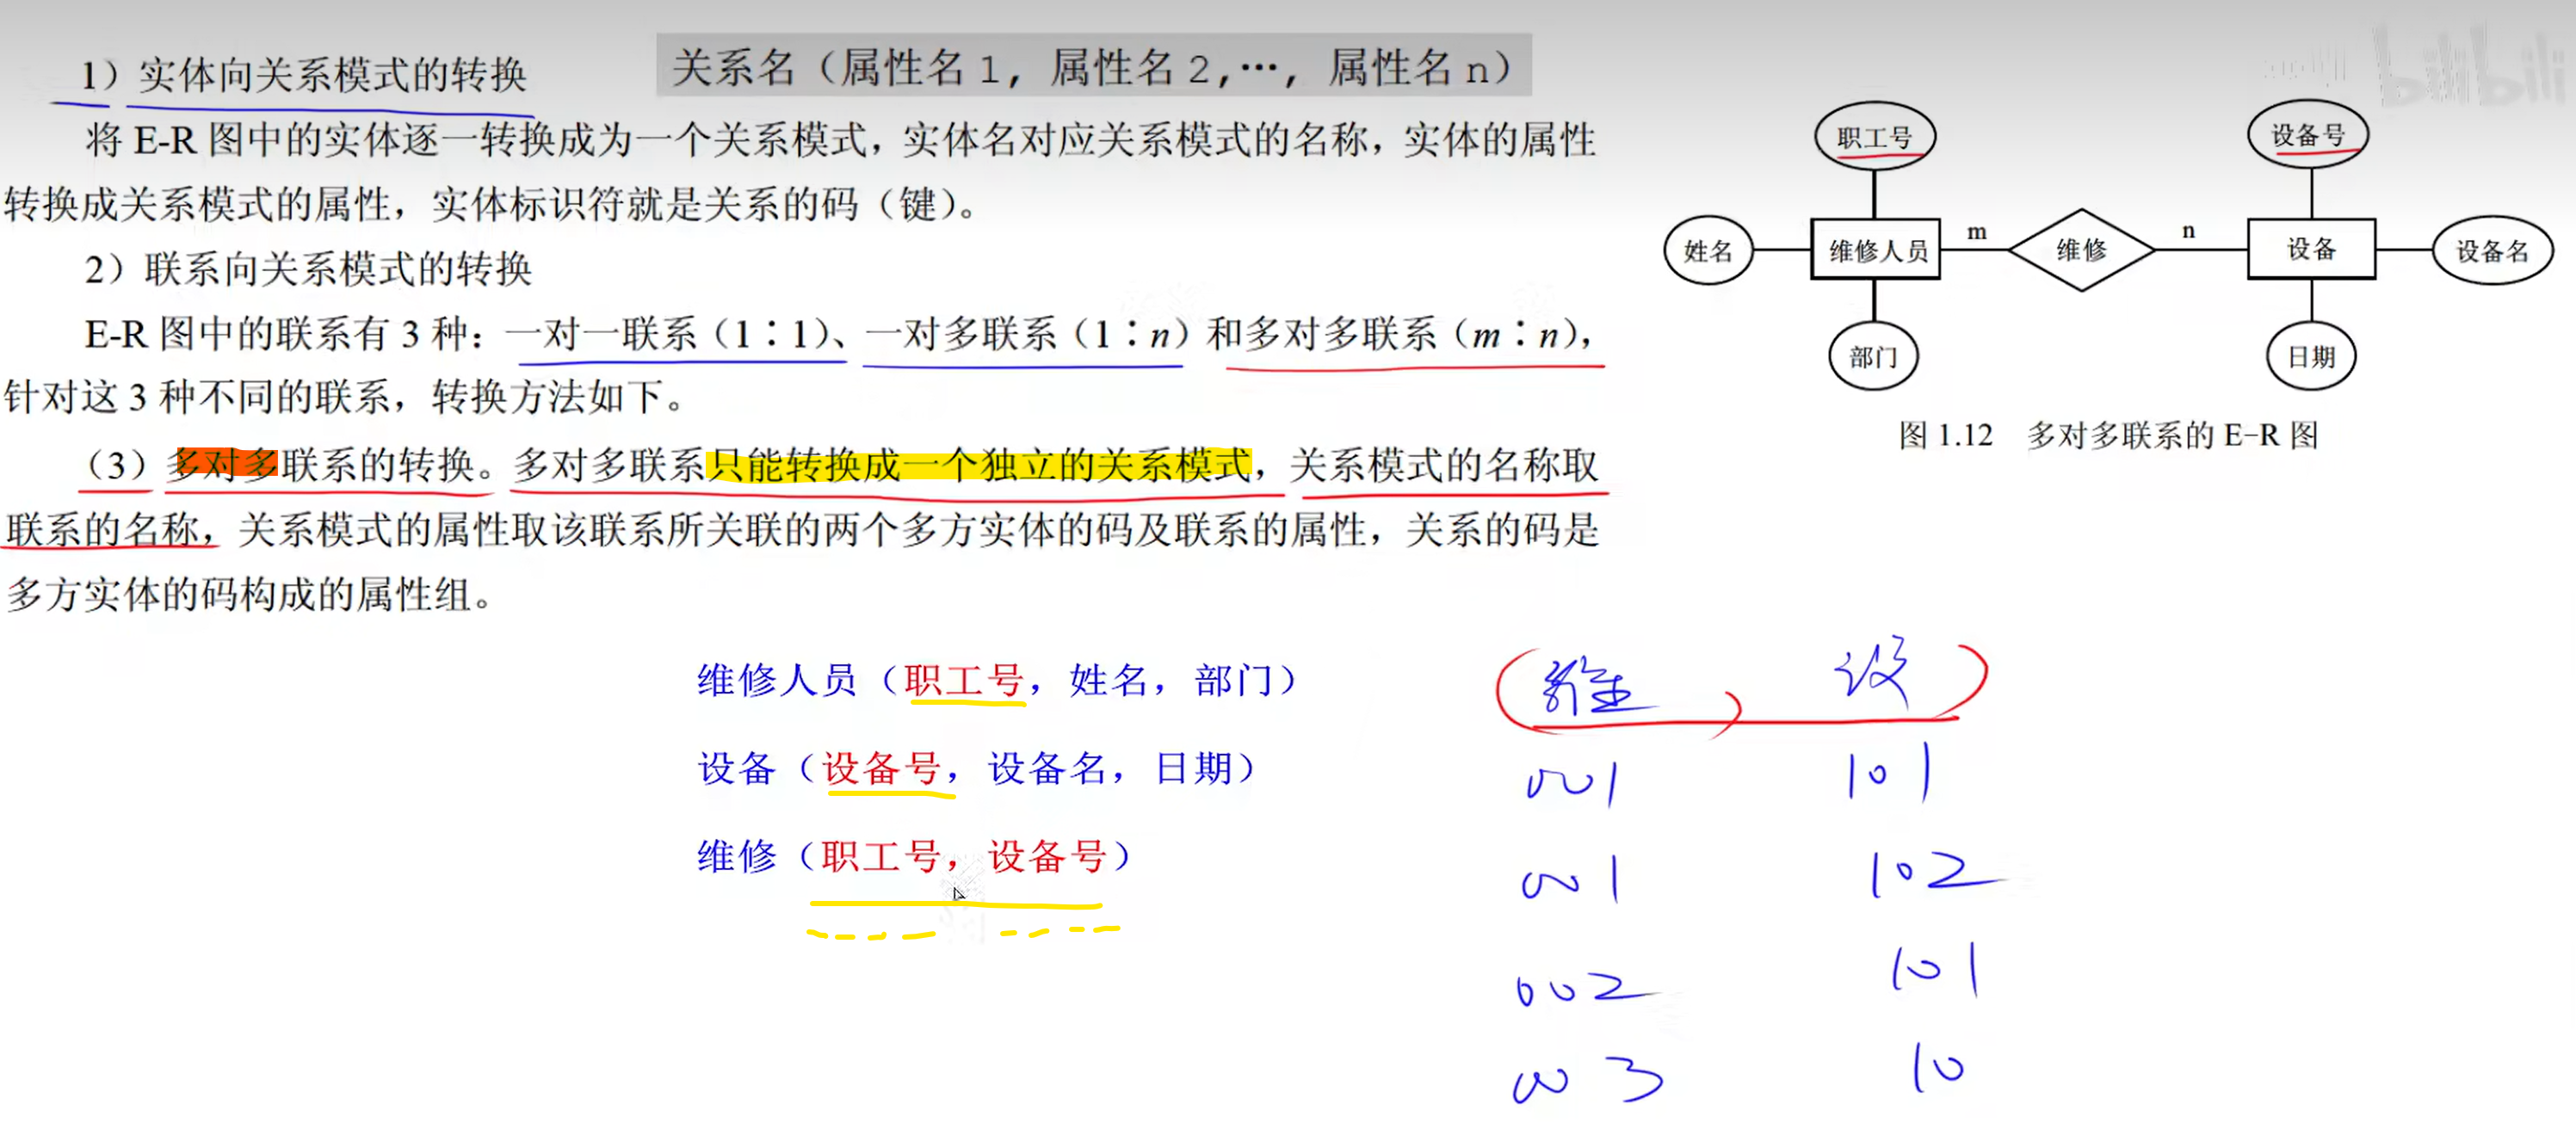 1）实体向关系模式的转换
关系名（属性名1，属性名2,…，属性名n）
将 E-R 图中的实体逐一转换成为一个关系模式，实体名对应关系模式的名称，实体的属性
转换成关系模式的属性，实体标识符就是关系的码（键）。
2）联系向关系模式的转换
E-R 图中的联系有 3 种：一对一联系（1∶1）、一对多联系（1∶n）和多对多联系（m∶n），
针对这 3 种不同的联系，转换方法如下。
（3）多对多联系的转换。多对多联系只能转换成一个独立的关系模式，关系模式的名称取
联系的名称，关系模式的属性取该联系所关联的两个多方实体的码及联系的属性，关系的码是
多方实体的码构成的属性组。
bilibili
职工号
设备号
姓名
维修人员
m
维修
n
设备
设备名
部门
日期
图 1.12 多对多联系的 E-R 图
维修人员（职工号，姓名，部门）
设备（设备号，设备名，日期）
维修（职工号，设备号）
设
001 101
001 102
002 101
003 10